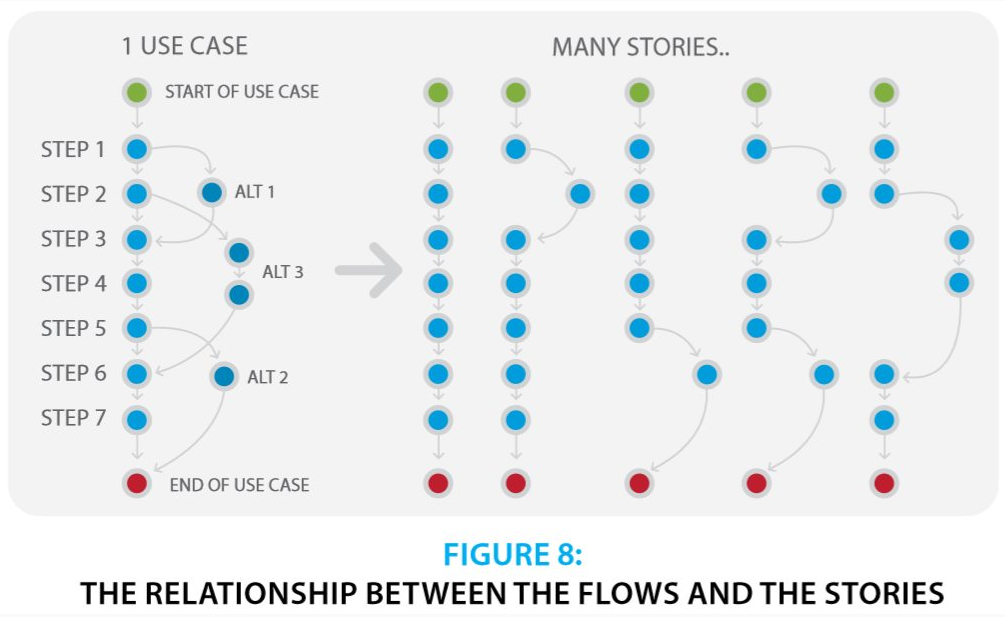 1 USE CASE
MANY STORIES..
START OF USE CASE
STEP 1
STEP 2
ALT 1
STEP 3
ALT 3
STEP 4
STEP 5
STEP 6
ALT 2
STEP 7
END OF USE CASE
FIGURE 8:
THE RELATIONSHIP BETWEEN THE FLOWS AND THE STORIES